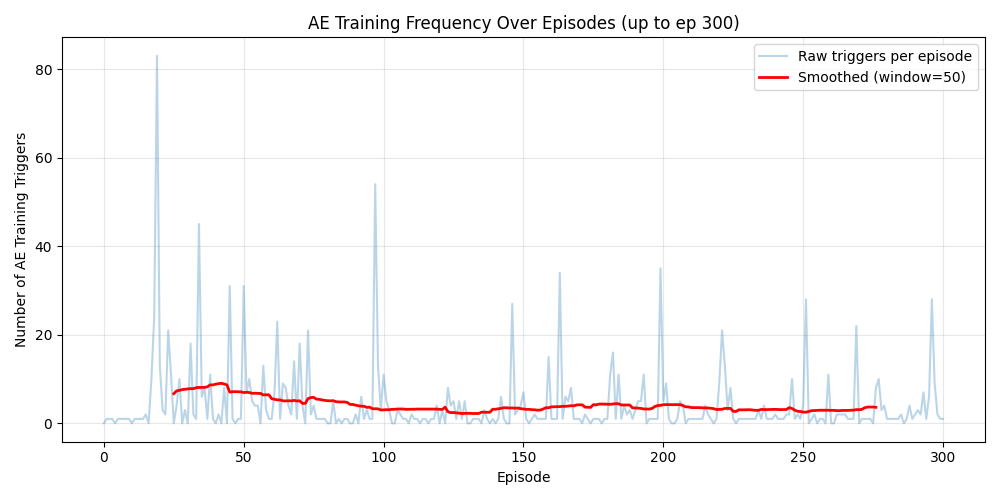 AE Training Frequency Over Episodes (up to ep 300)
Raw triggers per episode
Smoothed (window=50)
Number of AE Training Triggers
80
60
40
20
0
0 50 100 150 200 250 300
Episode